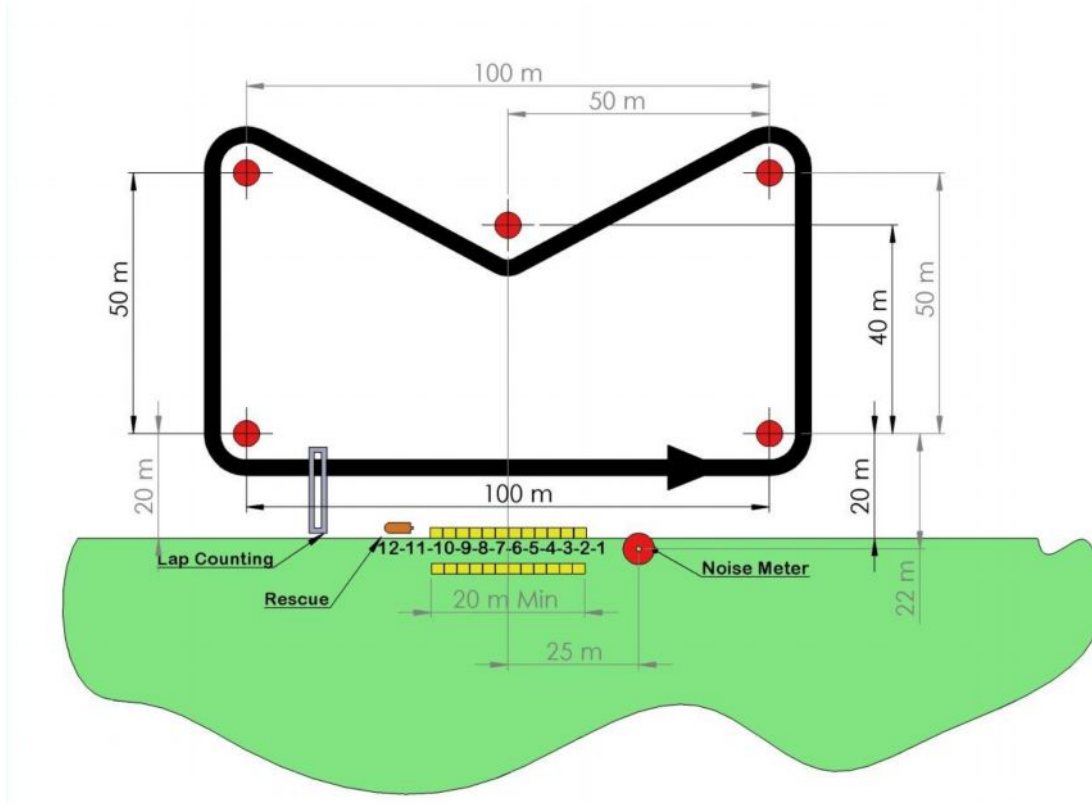 100 m
50 m
50 m
40 m
50 m
20 m
100 m
20 m
12-11-10-9-8-7-6-5-4-3-2-1
Lap Counting
Noise Meter
22 m
Rescue
20 m Min
25 m